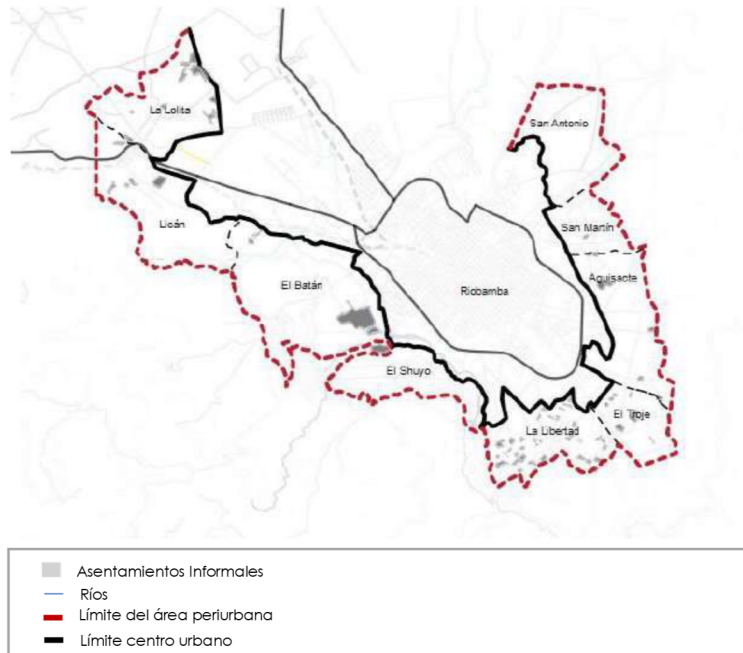 La Lolita
San Antonio
Licán
San Martín
Aguisacte
El Batán
Riobamba
El Shuyo
El Troje
La Libertad
Asentamientos Informales
Ríos
Límite del área periurbana
Límite centro urbano